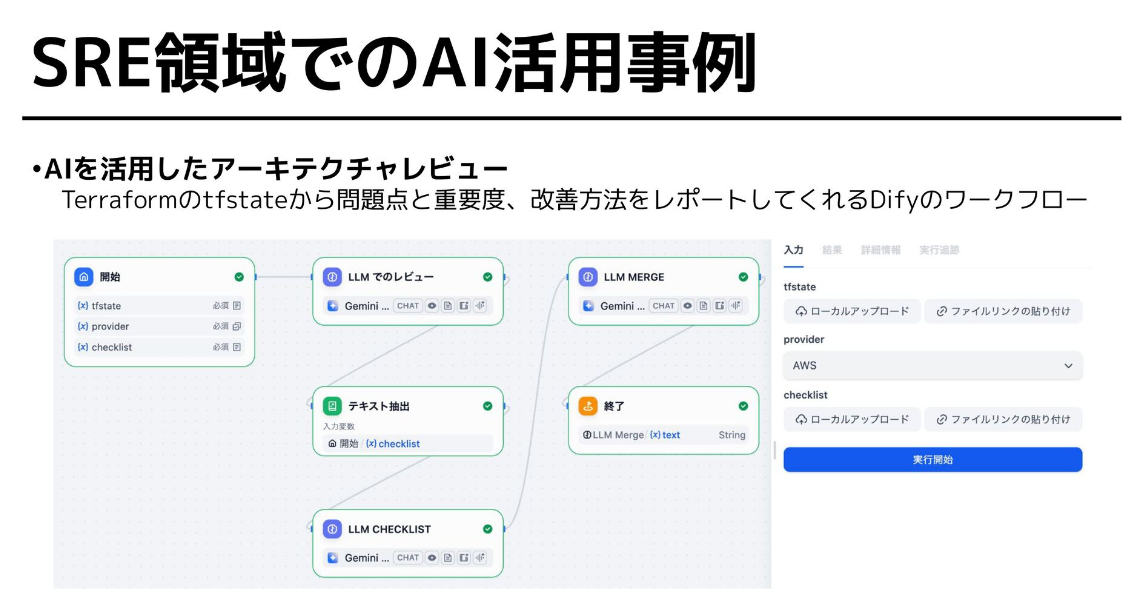 SRE領域でのAI活用事例
•AIを活用したアーキテクチャレビュー
Terraformのtfstateから問題点と重要度、改善方法をレポートしてくれるDifyのワークフロー
開始
(x) tfstate 必須
(x) provider 必須
(x) checklist 必須
LLM でのレビュー
Gemini ... CHAT
テキスト抽出
入力変数
開始 / (x) checklist
LLM CHECKLIST
Gemini ... CHAT
LLM MERGE
Gemini ... CHAT
終了
LLM Merge / (x) text String
入力 結果 詳細情報 実行追跡
tfstate
ローカルアップロード ファイルリンクの貼り付け
provider
AWS
checklist
ローカルアップロード ファイルリンクの貼り付け
実行開始